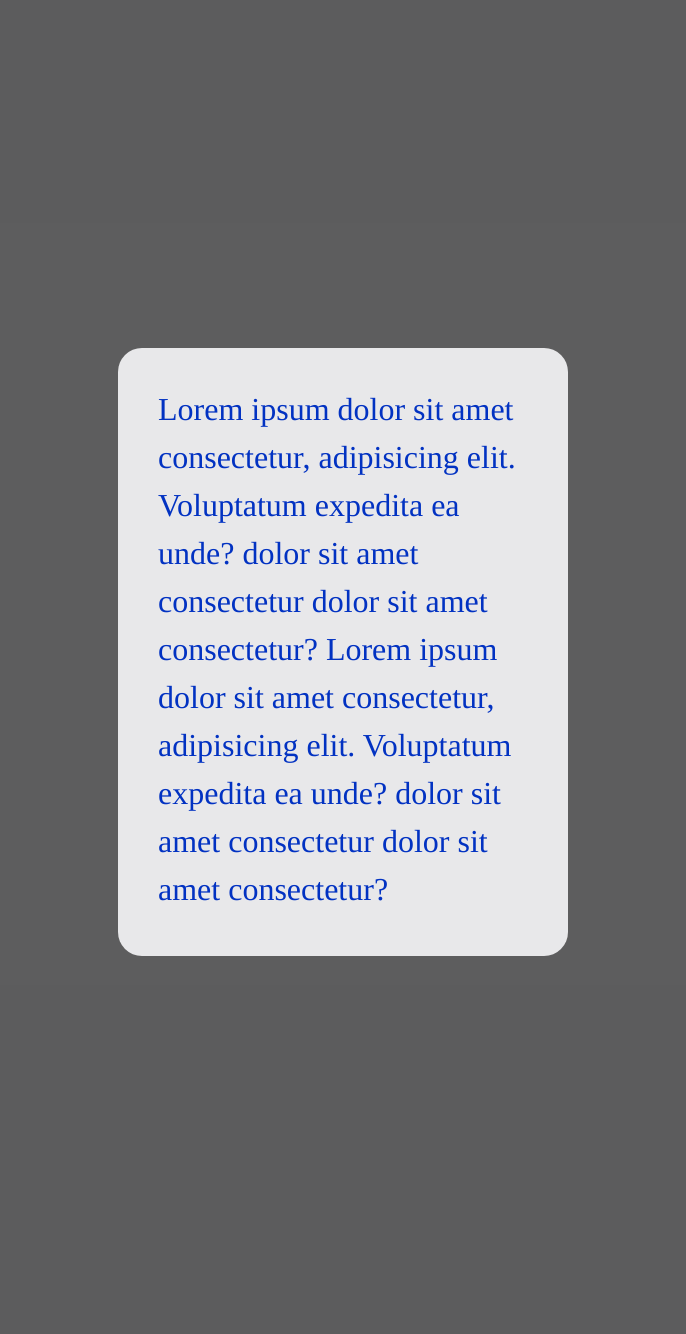 Lorem ipsum dolor sit amet
consectetur, adipisicing elit.
Voluptatum expedita ea
unde? dolor sit amet
consectetur dolor sit amet
consectetur? Lorem ipsum
dolor sit amet consectetur,
adipisicing elit. Voluptatum
expedita ea unde? dolor sit
amet consectetur dolor sit
amet consectetur?